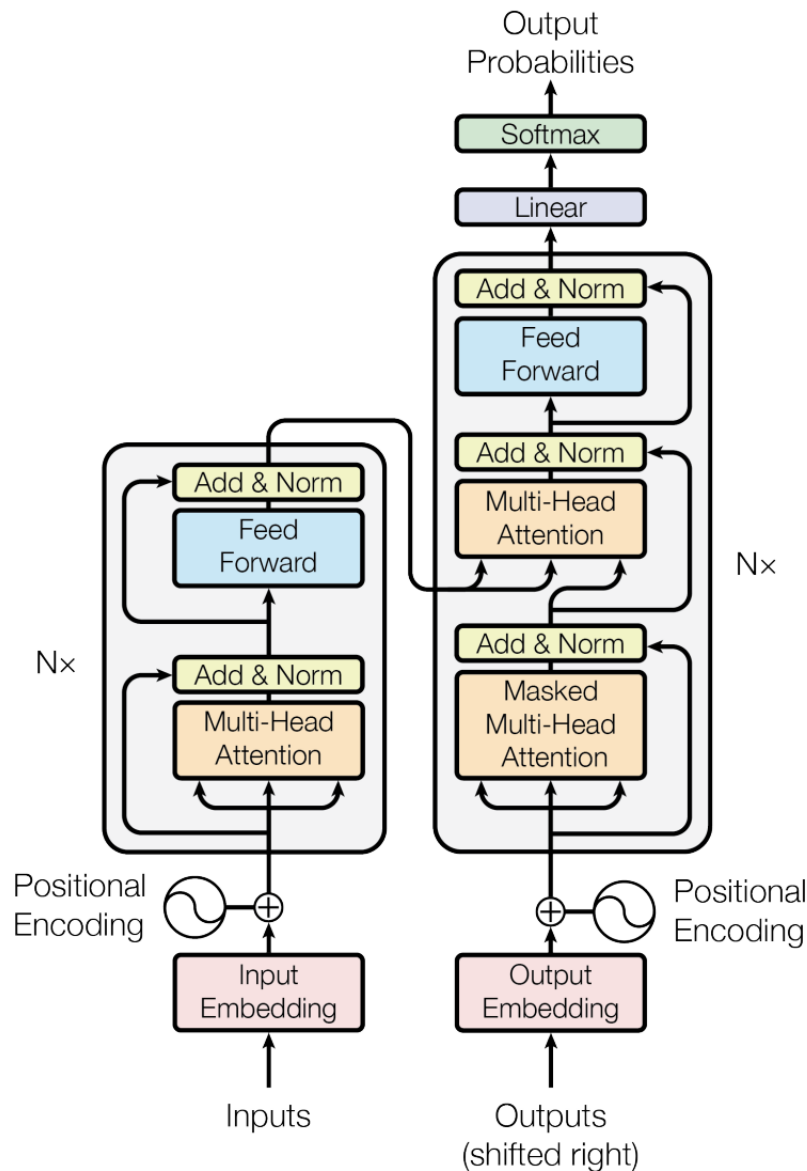 Output
Probabilities
Softmax
Linear
Add & Norm
Feed
Forward
Add & Norm
Multi-Head
Attention
Nx
Add & Norm
Masked
Multi-Head
Attention
Add & Norm
Feed
Forward
Nx
Add & Norm
Multi-Head
Attention
Positional
Encoding
Positional
Encoding
Input
Embedding
Output
Embedding
Inputs
Outputs
(shifted right)